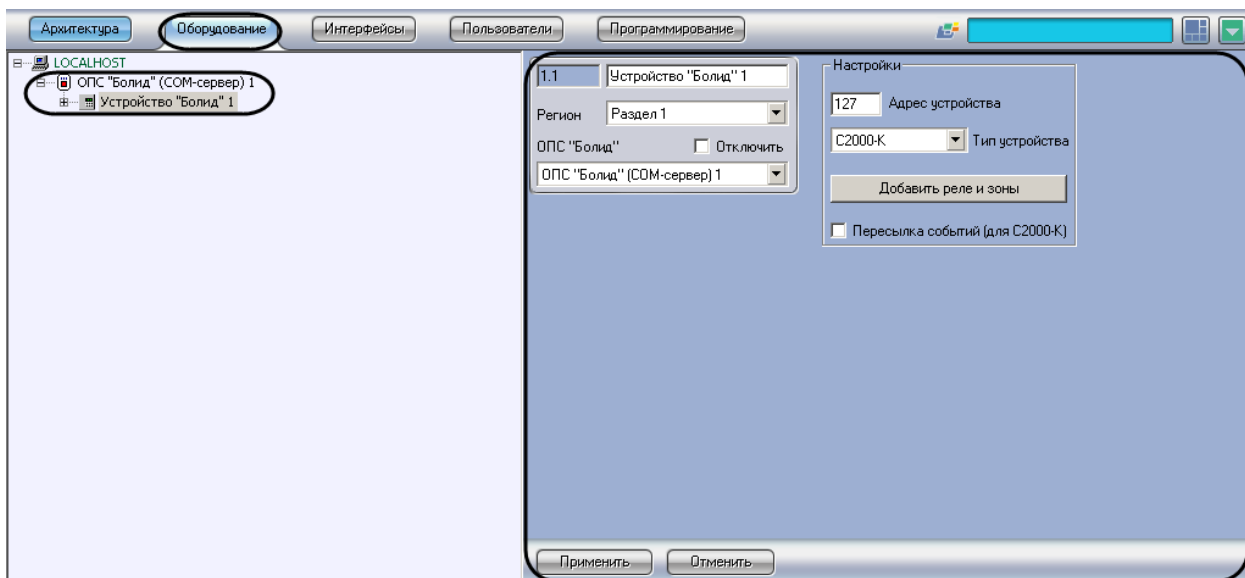 Архитектура Оборудование Интерфейсы Пользователи Программирование
LOCALHOST
ОПС "Болид" (COM-сервер) 1
Устройство "Болид" 1
1.1 Устройство "Болид" 1
Регион Раздел 1
ОПС "Болид" Отключить
ОПС "Болид" (COM-сервер) 1
Настройки
127 Адрес устройства
С2000-К Тип устройства
Добавить реле и зоны
Пересылка событий (для С2000-К)
Применить Отменить